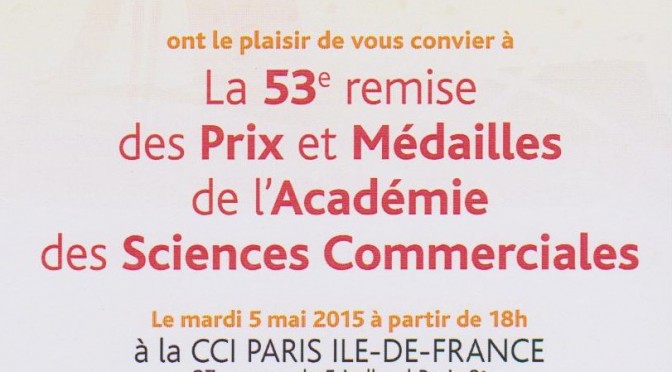 ont le plaisir de vous convier à
La 53e remise
des Prix et Médailles
de l'Académie
des Sciences Commerciales
Le mardi 5 mai 2015 à partir de 18h
à la CCI PARIS ILE-DE-FRANCE